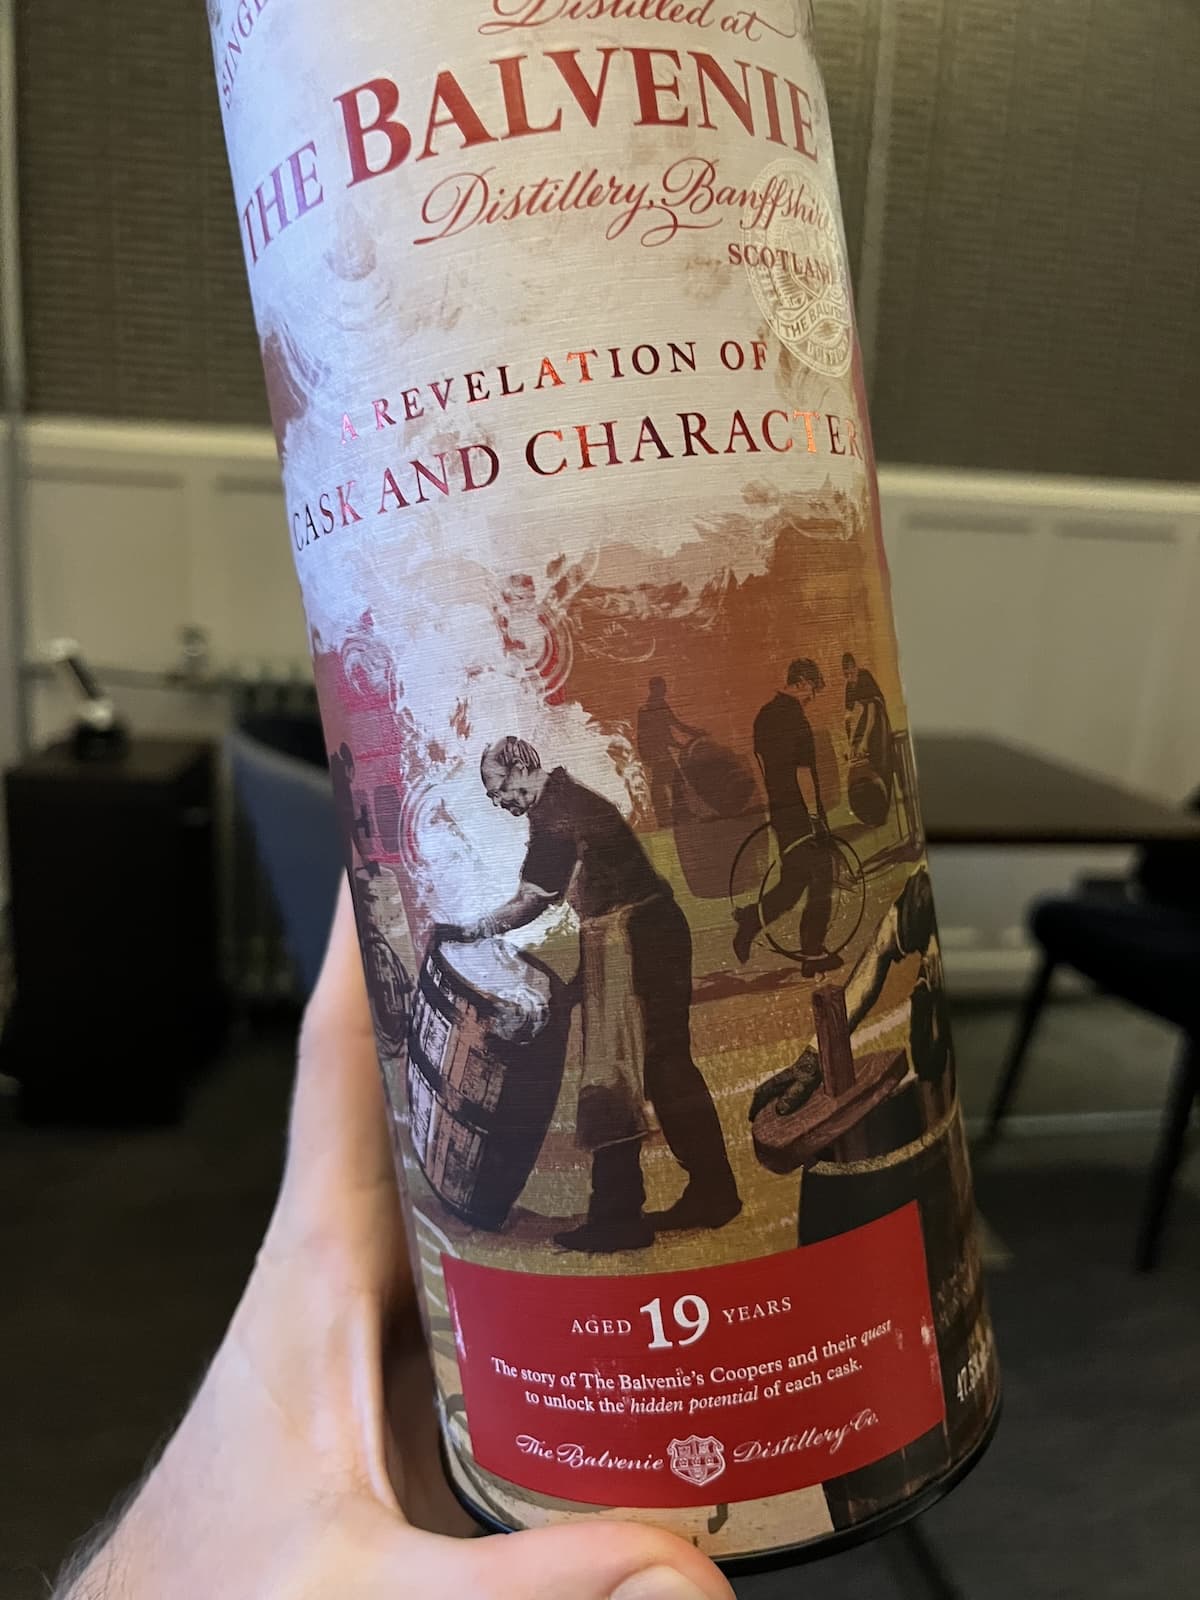 SINGLE
Distilled at
THE BALVENIE
Distillery, Banffshire
SCOTLAND
A REVELATION OF
CASK AND CHARACTER
AGED 19 YEARS
The story of The Balvenie's Coopers and their quest
to unlock the hidden potential of each cask.
The Balvenie Distillery Co.